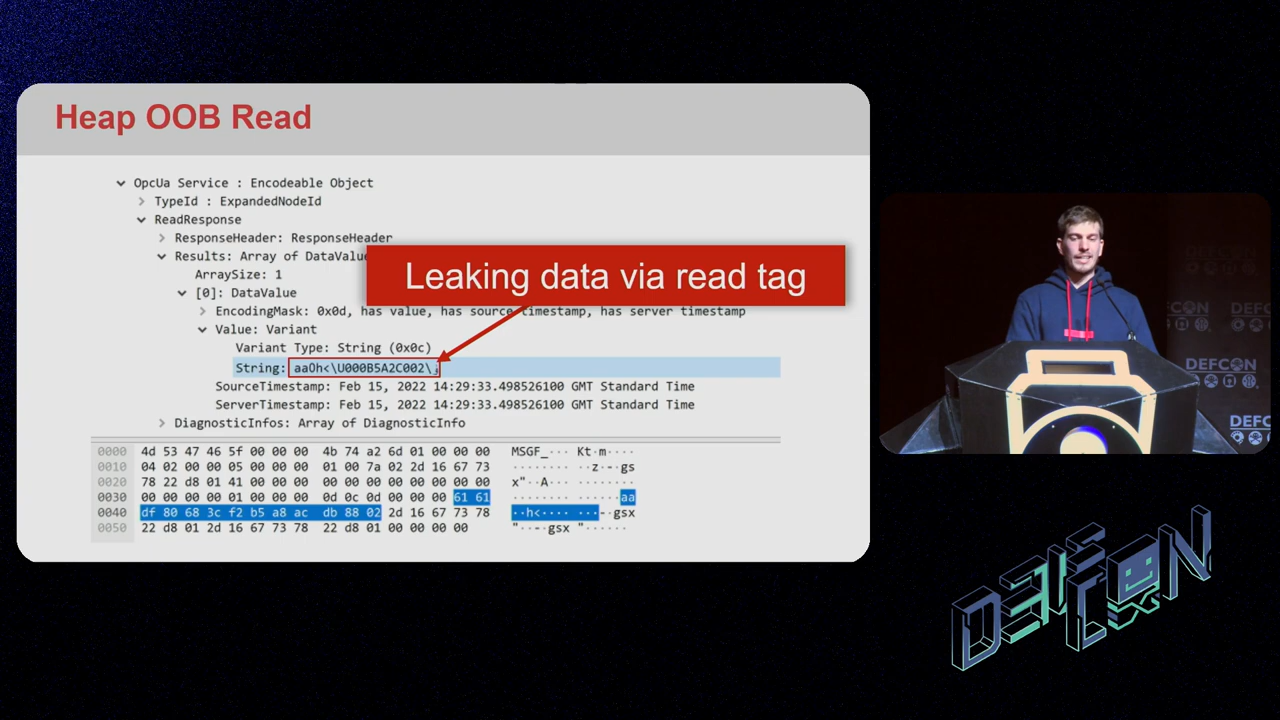 Heap OOB Read
OpcUa Service : Encodeable Object
TypeId : ExpandedNodeId
ReadResponse
ResponseHeader: ResponseHeader
Results: Array of DataValue
Leaking data via read tag
ArraySize: 1
[0]: DataValue
EncodingMask: 0x0d, has value, has source timestamp, has server timestamp
Value: Variant
Variant Type: String (0x0c)
String: aa0h<\U000B5A2C002\
SourceTimestamp: Feb 15, 2022 14:29:33.498526100 GMT Standard Time
ServerTimestamp: Feb 15, 2022 14:29:33.498526100 GMT Standard Time
DiagnosticInfos: Array of DiagnosticInfo
0000 4d 53 47 46 5f 00 00 00 4b 74 a2 6d 01 00 00 00 MSGF_··· Kt·m····
0010 04 02 00 00 05 00 00 00 01 00 7a 02 2d 16 67 73 ········ ··z·-·gs
0020 78 22 d8 01 41 00 00 00 00 00 00 00 00 00 00 00 x"··A··· ········
0030 00 00 00 00 01 00 00 00 0d 0c 0d 00 00 00 61 61 ········ ······aa
0040 df 80 68 3c f2 b5 a8 ac db 88 02 2d 16 67 73 78 ··h<···· ···-·gsx
0050 22 d8 01 2d 16 67 73 78 22 d8 01 00 00 00 00 "··-·gsx "······
DEFCON
DEFCON
DEFCON